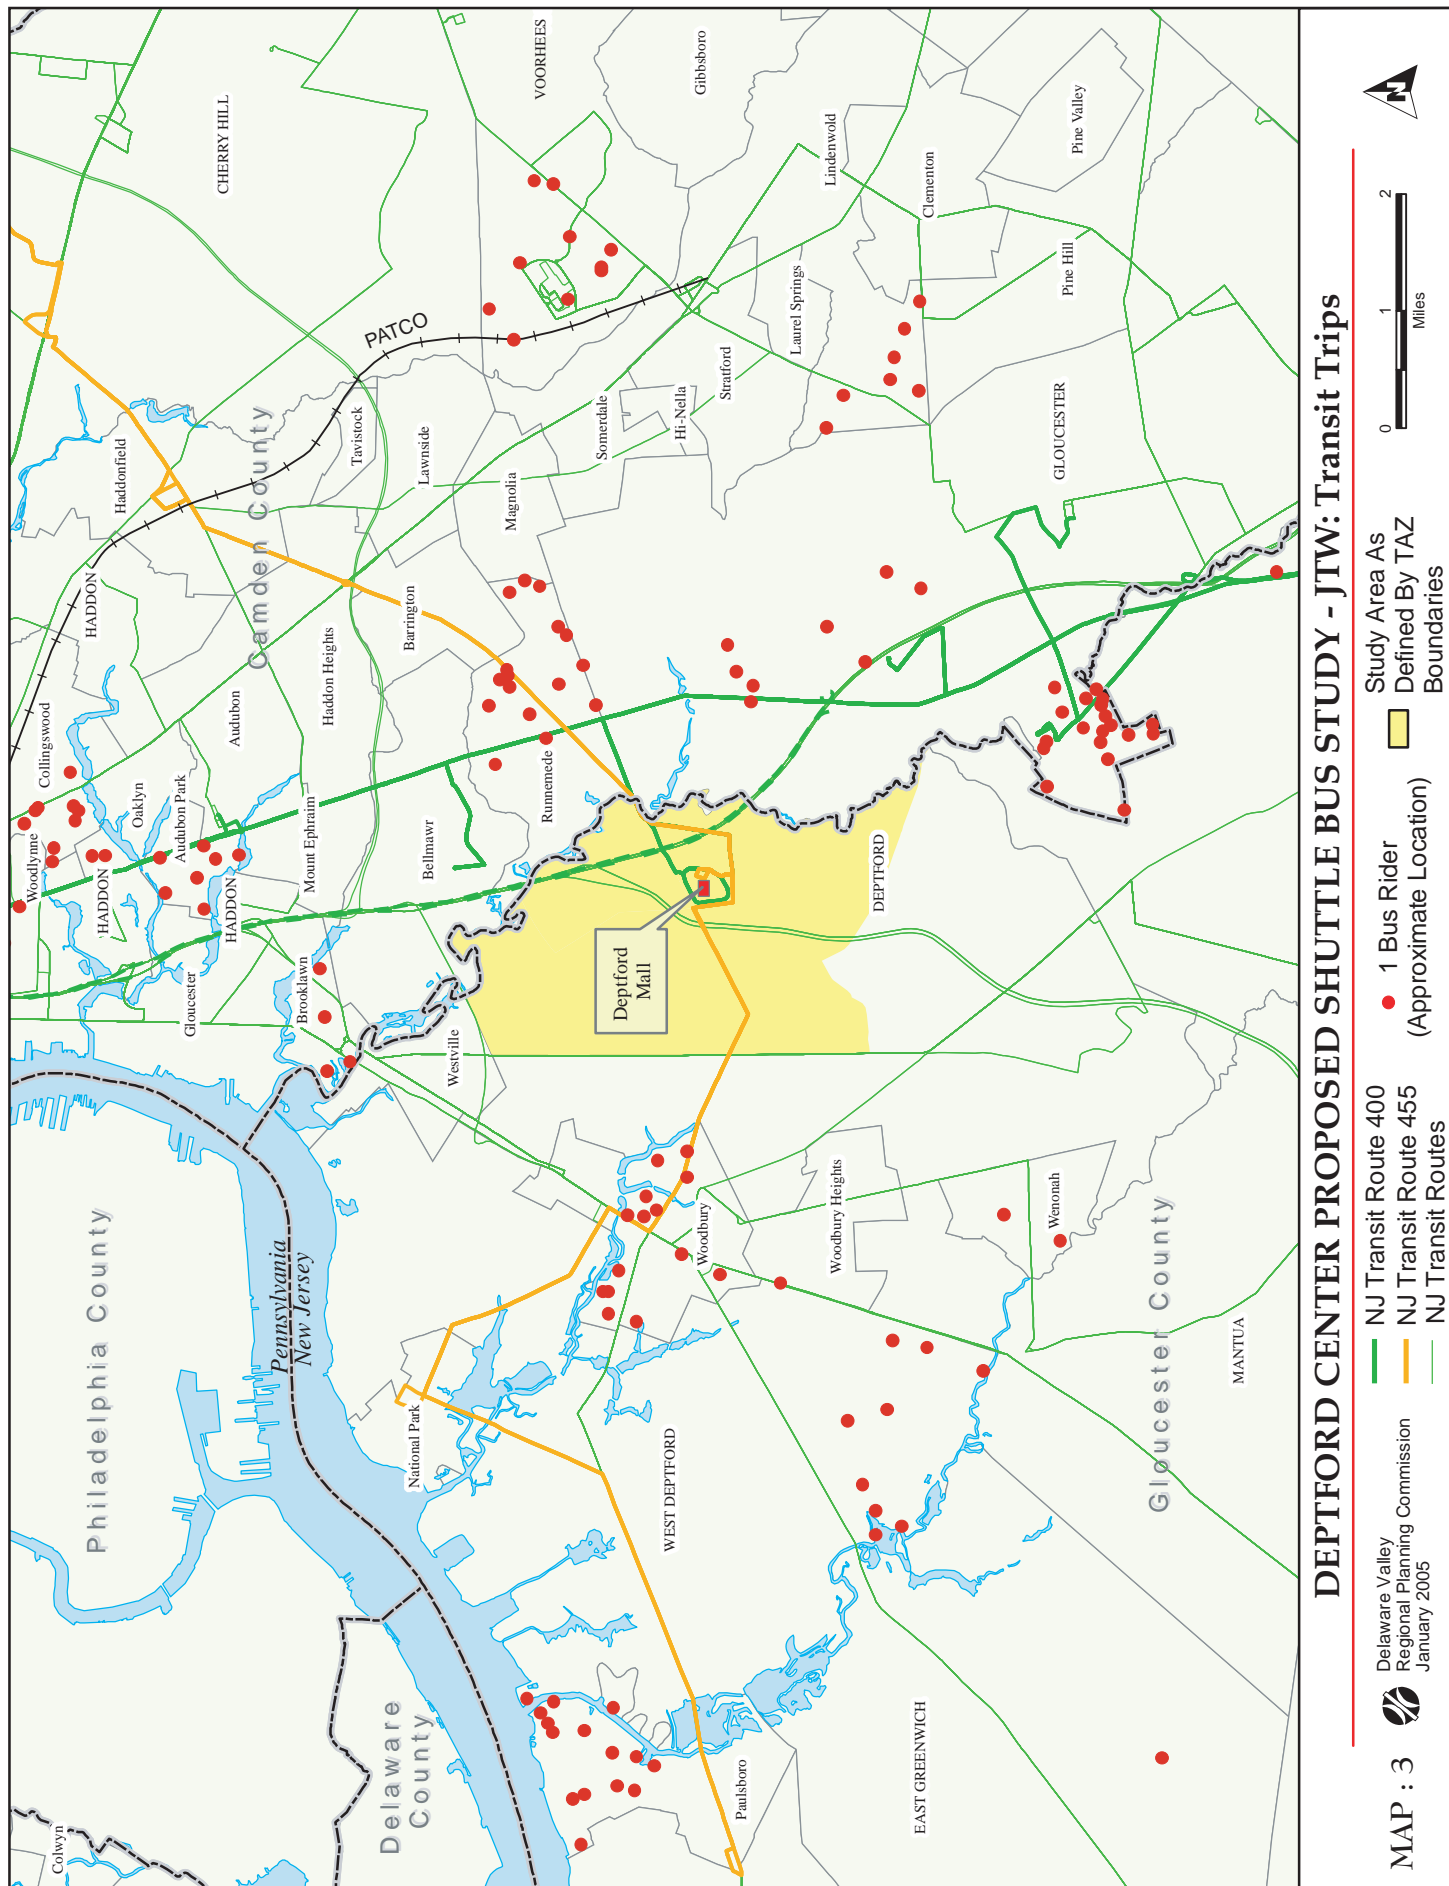 Colwyn
Delaware
County
Philadelphia County
Pennsylvania
New Jersey
Paulsboro
EAST GREENWICH
WEST DEPTFORD
National Park
MANTUA
Gloucester County
Woodbury
Woodbury Heights
Wenonah
Westville
Brooklawn
Gloucester
Deptford
Mall
DEPTFORD
Woodlynne
HADDON
HADDON
Collingswood
Oaklyn
Audubon Park
Audubon
Mount Ephraim
Bellmawr
Runnemede
HADDON
Haddon Heights
Barrington
Camden County
Haddonfield
Tavistock
Lawnside
Magnolia
Somerdale
Hi-Nella
Stratford
Laurel Springs
GLOUCESTER
PATCO
CHERRY HILL
VOORHEES
Gibbsboro
Lindenwold
Clementon
Pine Hill
Pine Valley
DEPTFORD CENTER PROPOSED SHUTTLE BUS STUDY - JTW: Transit Trips
MAP : 3
Delaware Valley
Regional Planning Commission
January 2005
NJ Transit Route 400
NJ Transit Route 455
NJ Transit Routes
1 Bus Rider
(Approximate Location)
Study Area As
Defined By TAZ
Boundaries
0 1 2
Miles
N